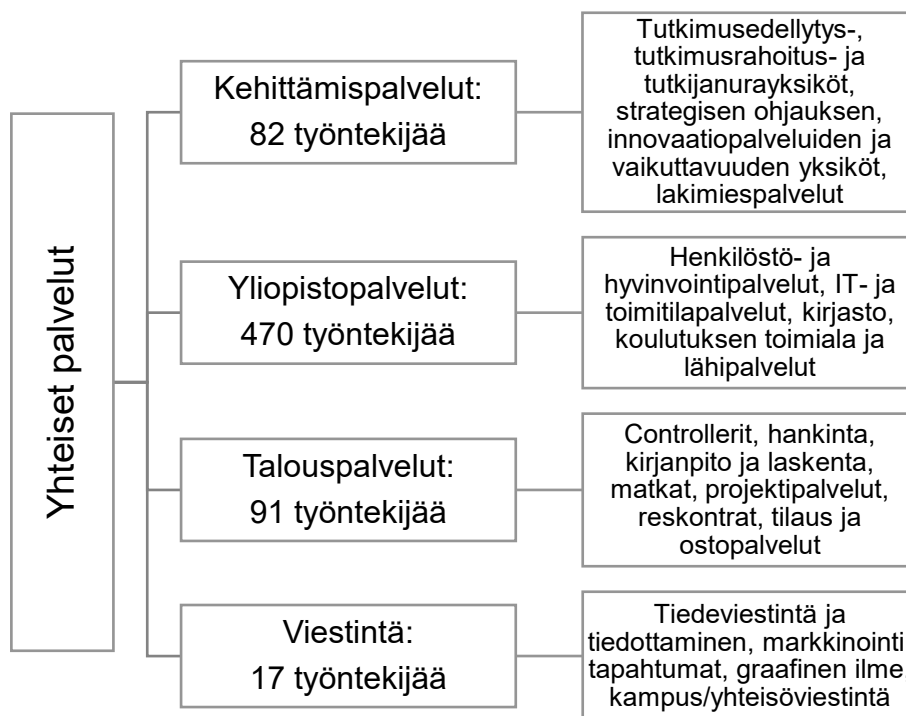 Yhteiset palvelut
Kehittämispalvelut:
82 työntekijää
Tutkimusedellytys-,
tutkimusrahoitus- ja
tutkijanurayksiköt,
strategisen ohjauksen,
innovaatiopalveluiden ja
vaikuttavuuden yksiköt,
lakimiespalvelut
Yliopistopalvelut:
470 työntekijää
Henkilöstö- ja
hyvinvointipalvelut, IT- ja
toimitilapalvelut, kirjasto,
koulutuksen toimiala ja
lähipalvelut
Talouspalvelut:
91 työntekijää
Controllerit, hankinta,
kirjanpito ja laskenta,
matkat, projektipalvelut,
reskontrat, tilaus ja
ostopalvelut
Viestintä:
17 työntekijää
Tiedeviestintä ja
tiedottaminen, markkinointi
tapahtumat, graafinen ilme,
kampus/yhteisöviestintä